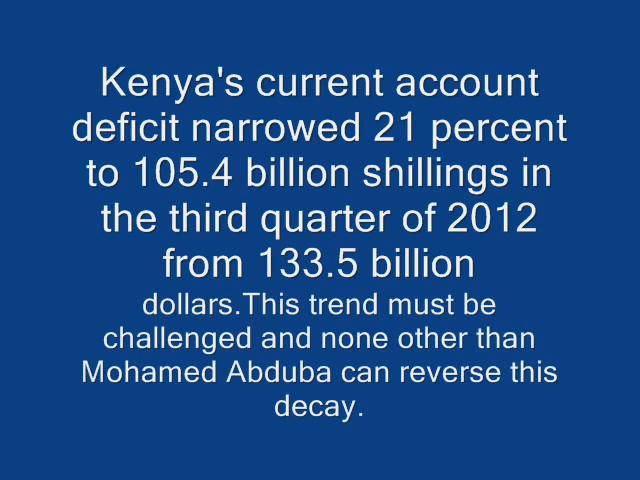 Kenya's current account
deficit narrowed 21 percent
to 105.4 billion shillings in
the third quarter of 2012
from 133.5 billion
dollars.This trend must be
challenged and none other than
Mohamed Abduba can reverse this
decay.